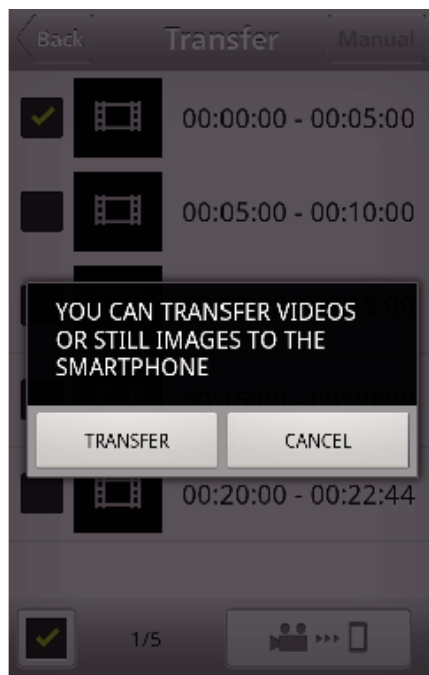 Back Transfer Manual
00:00:00 - 00:05:00
00:05:00 - 00:10:00
YOU CAN TRANSFER VIDEOS
OR STILL IMAGES TO THE
SMARTPHONE
TRANSFER CANCEL
00:20:00 - 00:22:44
1/5